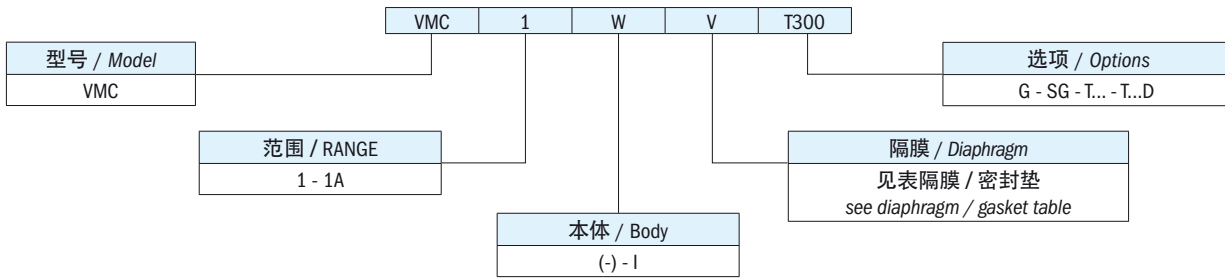 VMC 1 W V T300
型号 / Model
VMC
选项 / Options
G - SG - T... - T...D
范围 / RANGE
1 - 1A
隔膜 / Diaphragm
见表隔膜 / 密封垫
see diaphragm / gasket table
本体 / Body
(-) - I